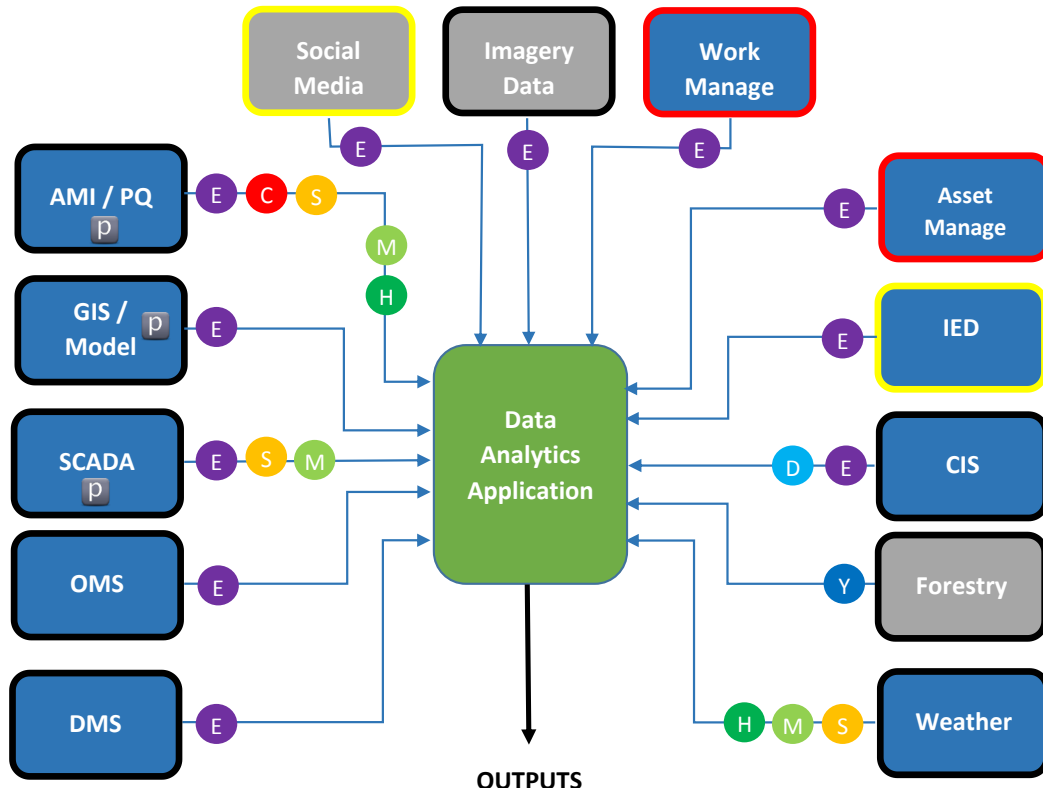 Social
Media
Imagery
Data
Work
Manage
E
E
E
AMI / PQ
p
E C S
M
H
Asset
Manage
E
GIS /
Model
p
E
IED
E
Data
Analytics
Application
SCADA
p
E S M
CIS
D E
OMS
E
Forestry
Y
DMS
E
Weather
H M S
OUTPUTS